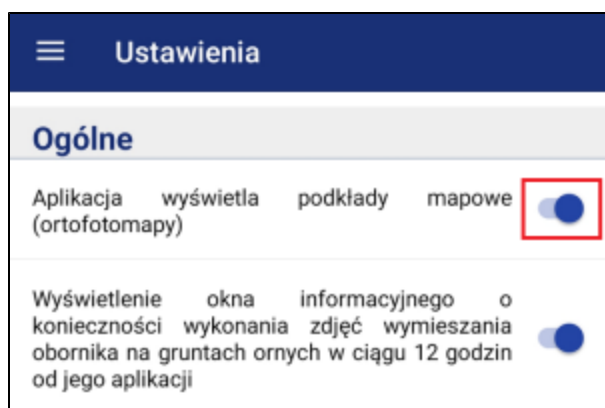 Ustawienia
Ogólne
Aplikacja wyświetla podkłady mapowe
(ortofotomapy)
Wyświetlenie okna informacyjnego o
konieczności wykonania zdjęć wymieszania
obornika na gruntach ornych w ciągu 12 godzin
od jego aplikacji